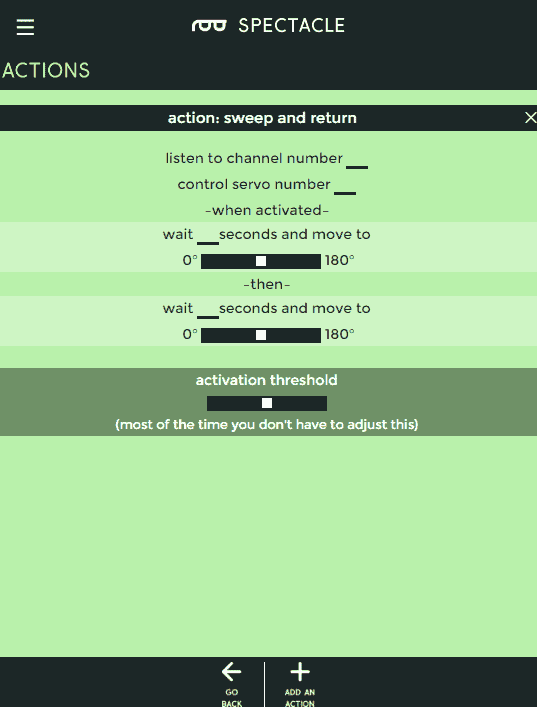 SPECTACLE
ACTIONS
action: sweep and return
listen to channel number
control servo number
-when activated-
wait __seconds and move to
0° 180°
-then-
wait __seconds and move to
0° 180°
activation threshold
(most of the time you don't have to adjust this)
GO
BACK
ADD AN
ACTION